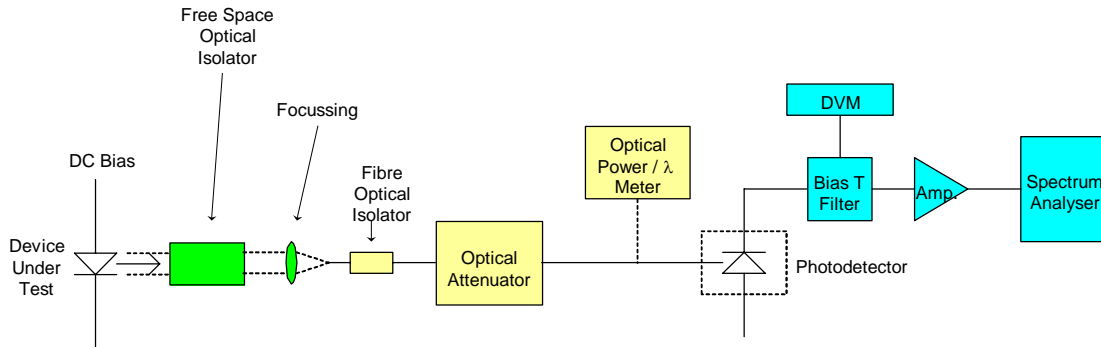 Free Space
Optical
Isolator
Focussing
DC Bias
Fibre
Optical
Isolator
Device
Under
Test
Optical
Attenuator
Optical
Power / λ
Meter
DVM
Bias T
Filter
Amp.
Spectrum
Analyser
Photodetector